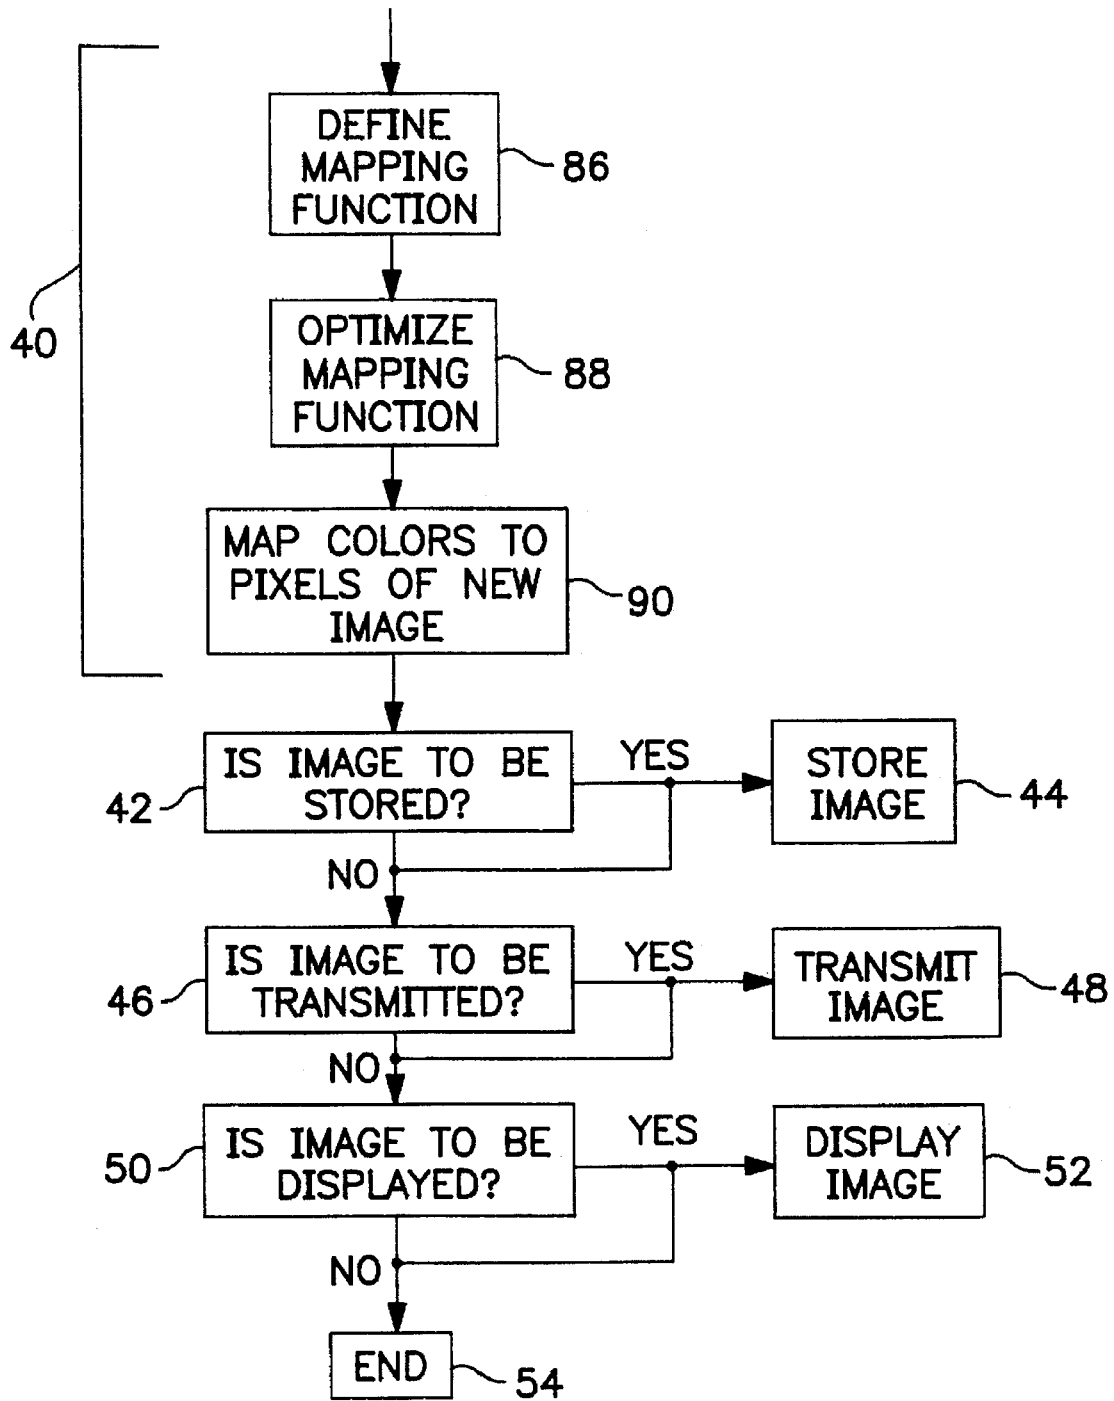 DEFINE
MAPPING
FUNCTION
86
40
OPTIMIZE
MAPPING
FUNCTION
88
MAP COLORS TO
PIXELS OF NEW
IMAGE
90
IS IMAGE TO BE
STORED?
42
YES
STORE
IMAGE
44
NO
IS IMAGE TO BE
TRANSMITTED?
46
YES
TRANSMIT
IMAGE
48
NO
IS IMAGE TO BE
DISPLAYED?
50
YES
DISPLAY
IMAGE
52
NO
END
54